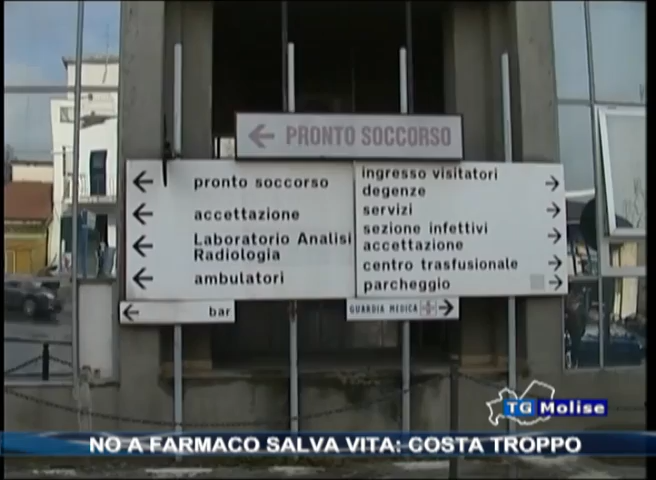 PRONTO SOCCORSO
pronto soccorso
accettazione
Laboratorio Analisi
Radiologia
ambulatori
bar
ingresso visitatori
degenze
servizi
sezione infettivi
accettazione
centro trasfusionale
parcheggio
GUARDIA MEDICA
TG Molise
NO A FARMACO SALVA VITA: COSTA TROPPO